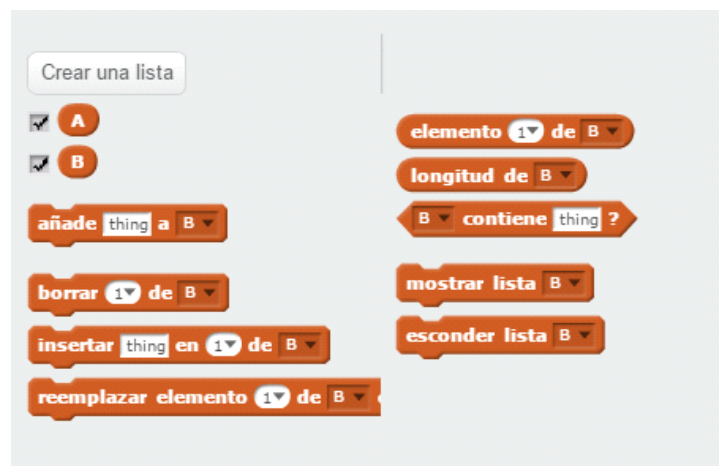 Crear una lista
A
B
añade thing a B
borrar 1 de B
insertar thing en 1 de B
reemplazar elemento 1 de B
elemento 1 de B
longitud de B
B contiene thing ?
mostrar lista B
esconder lista B